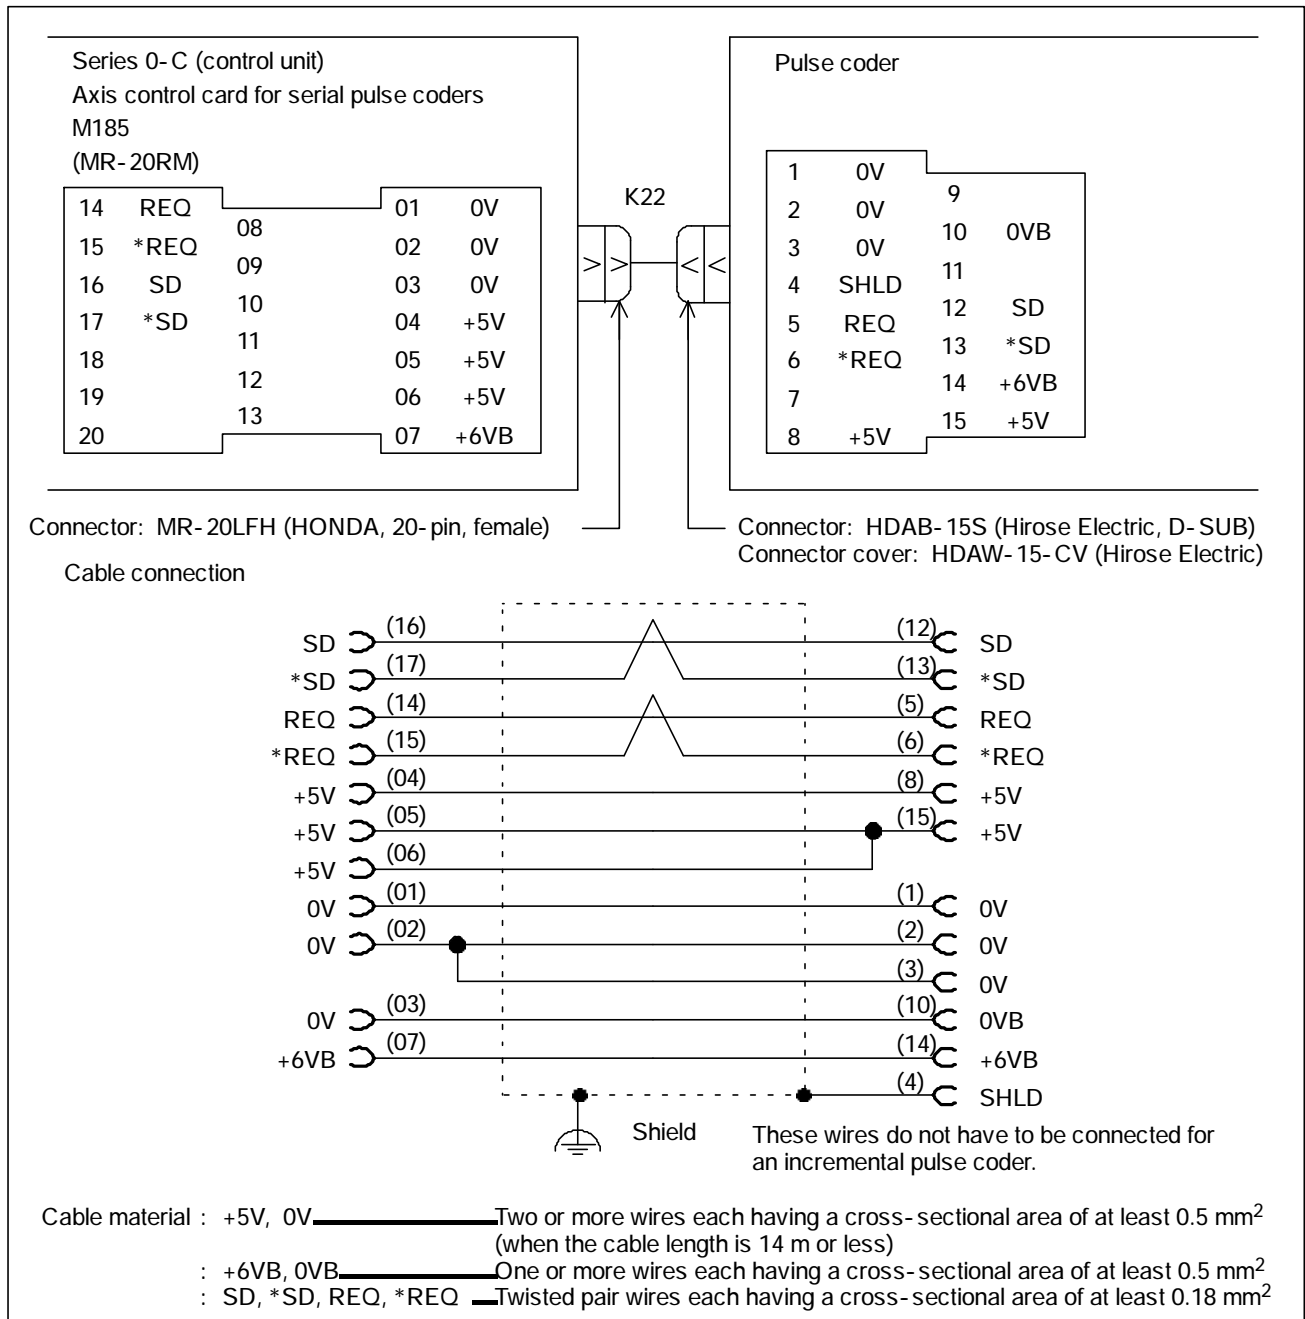 Series 0-C (control unit)
Axis control card for serial pulse coders
M185
(MR-20RM)
14 REQ
15 *REQ
16 SD
17 *SD
18
19
20
08
09
10
11
12
13
01 0V
02 0V
03 0V
04 +5V
05 +5V
06 +5V
07 +6VB
K22
Pulse coder
1 0V
2 0V
3 0V
4 SHLD
5 REQ
6 *REQ
7
8 +5V
9
10 0VB
11
12 SD
13 *SD
14 +6VB
15 +5V
Connector: MR-20LFH (HONDA, 20-pin, female)
Connector: HDAB-15S (Hirose Electric, D-SUB)
Connector cover: HDAW-15-CV (Hirose Electric)
Cable connection
SD (16) (12) SD
*SD (17) (13) *SD
REQ (14) (5) REQ
*REQ (15) (6) *REQ
+5V (04) (8) +5V
+5V (05) (15) +5V
+5V (06)
0V (01) (1) 0V
0V (02) (2) 0V
(3) 0V
0V (03) (10) 0VB
+6VB (07) (14) +6VB
(4) SHLD
Shield
These wires do not have to be connected for
an incremental pulse coder.
Cable material : +5V, 0V Two or more wires each having a cross-sectional area of at least 0.5 mm²
(when the cable length is 14 m or less)
: +6VB, 0VB One or more wires each having a cross-sectional area of at least 0.5 mm²
: SD, *SD, REQ, *REQ Twisted pair wires each having a cross-sectional area of at least 0.18 mm²